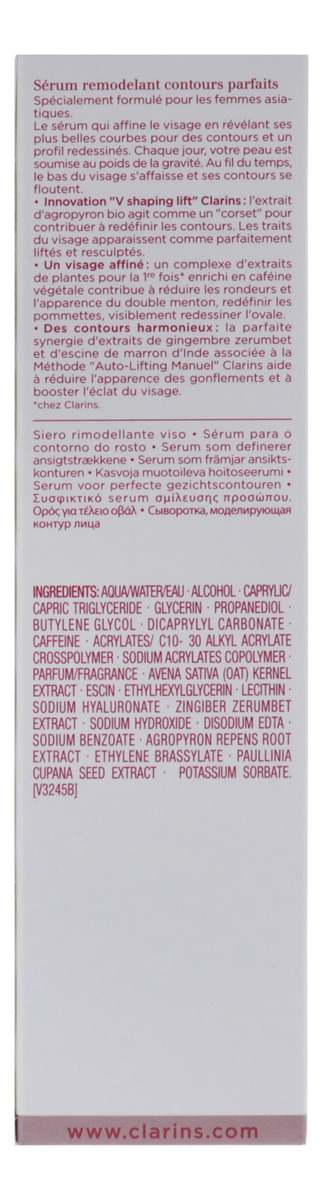 Sérum remodelant contours parfaits
Spécialement formulé pour les femmes asia-
tiques.
Le sérum qui affine le visage en révélant ses
plus belles courbes pour des contours et un
profil redessinés. Chaque jour, votre peau est
soumise au poids de la gravité. Au fil du temps,
le bas du visage s'affaisse et ses contours se
floutent.
• Innovation "V shaping lift" Clarins : l'extrait
d'agropyron bio agit comme un "corset" pour
contribuer à redéfinir les contours. Les traits
du visage apparaissent comme parfaitement
liftés et resculptés.
• Un visage affiné : un complexe d'extraits
de plantes pour la 1re fois* enrichi en caféine
végétale contribue à réduire les rondeurs et
l'apparence du double menton, redéfinir les
pommettes, visiblement redessiner l'ovale.
• Des contours harmonieux : la parfaite
synergie d'extraits de gingembre zerumbet
et d'escine de marron d'Inde associée à la
Méthode "Auto-Lifting Manuel" Clarins aide
à réduire l'apparence des gonflements et à
booster l'éclat du visage.
*chez Clarins.
Siero rimodellante viso • Sérum para o
contorno do rosto • Serum som definerer
ansigtstrækkene • Serum som främjar ansikts-
konturen • Kasvoja muotoileva hoitoseerumi •
Serum voor perfecte gezichtscontouren •
Συσφικτικό serum σμίλευσης προσώπου.
Ορός για τέλειο οβάλ • Сыворотка, моделирующая
контур лица
INGREDIENTS: AQUA/WATER/EAU · ALCOHOL · CAPRYLIC/
CAPRIC TRIGLYCERIDE · GLYCERIN · PROPANEDIOL ·
BUTYLENE GLYCOL · DICAPRYLYL CARBONATE ·
CAFFEINE · ACRYLATES/ C10- 30 ALKYL ACRYLATE
CROSSPOLYMER · SODIUM ACRYLATES COPOLYMER ·
PARFUM/FRAGRANCE · AVENA SATIVA (OAT) KERNEL
EXTRACT · ESCIN · ETHYLHEXYLGLYCERIN · LECITHIN ·
SODIUM HYALURONATE · ZINGIBER ZERUMBET
EXTRACT · SODIUM HYDROXIDE · DISODIUM EDTA ·
SODIUM BENZOATE · AGROPYRON REPENS ROOT
EXTRACT · ETHYLENE BRASSYLATE · PAULLINIA
CUPANA SEED EXTRACT · POTASSIUM SORBATE.
[V3245B]
www.clarins.com